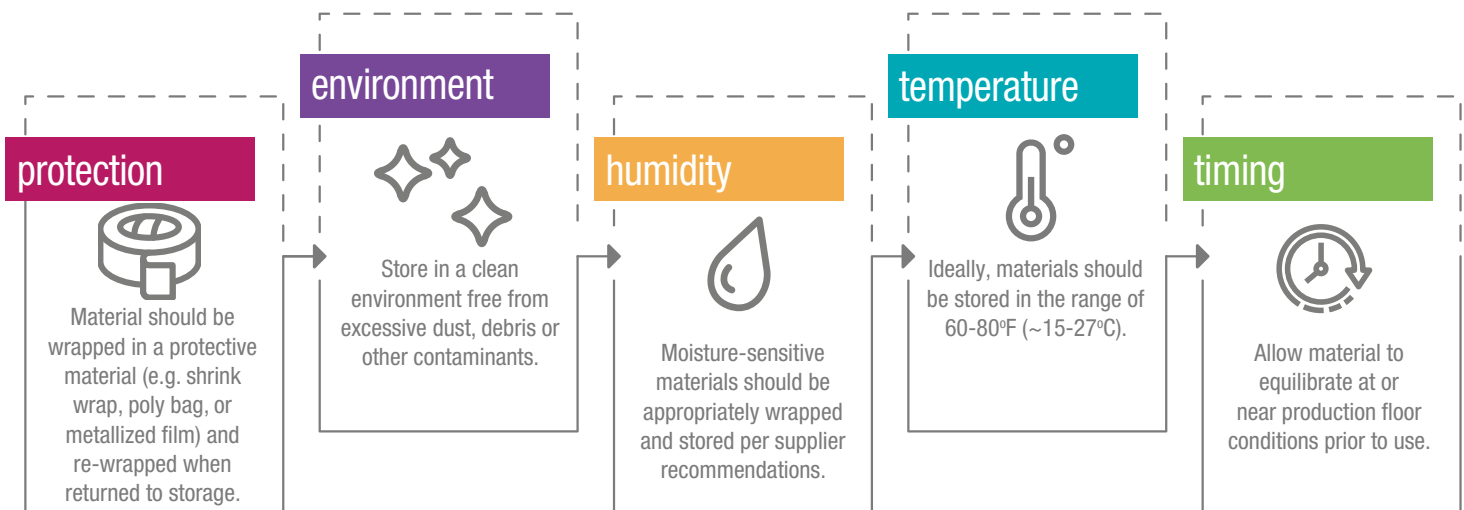 protection
Material should be
wrapped in a protective
material (e.g. shrink
wrap, poly bag, or
metallized film) and
re-wrapped when
returned to storage.
environment
Store in a clean
environment free from
excessive dust, debris or
other contaminants.
humidity
Moisture-sensitive
materials should be
appropriately wrapped
and stored per supplier
recommendations.
temperature
Ideally, materials should
be stored in the range of
60-80ºF (~15-27ºC).
timing
Allow material to
equilibrate at or
near production floor
conditions prior to use.